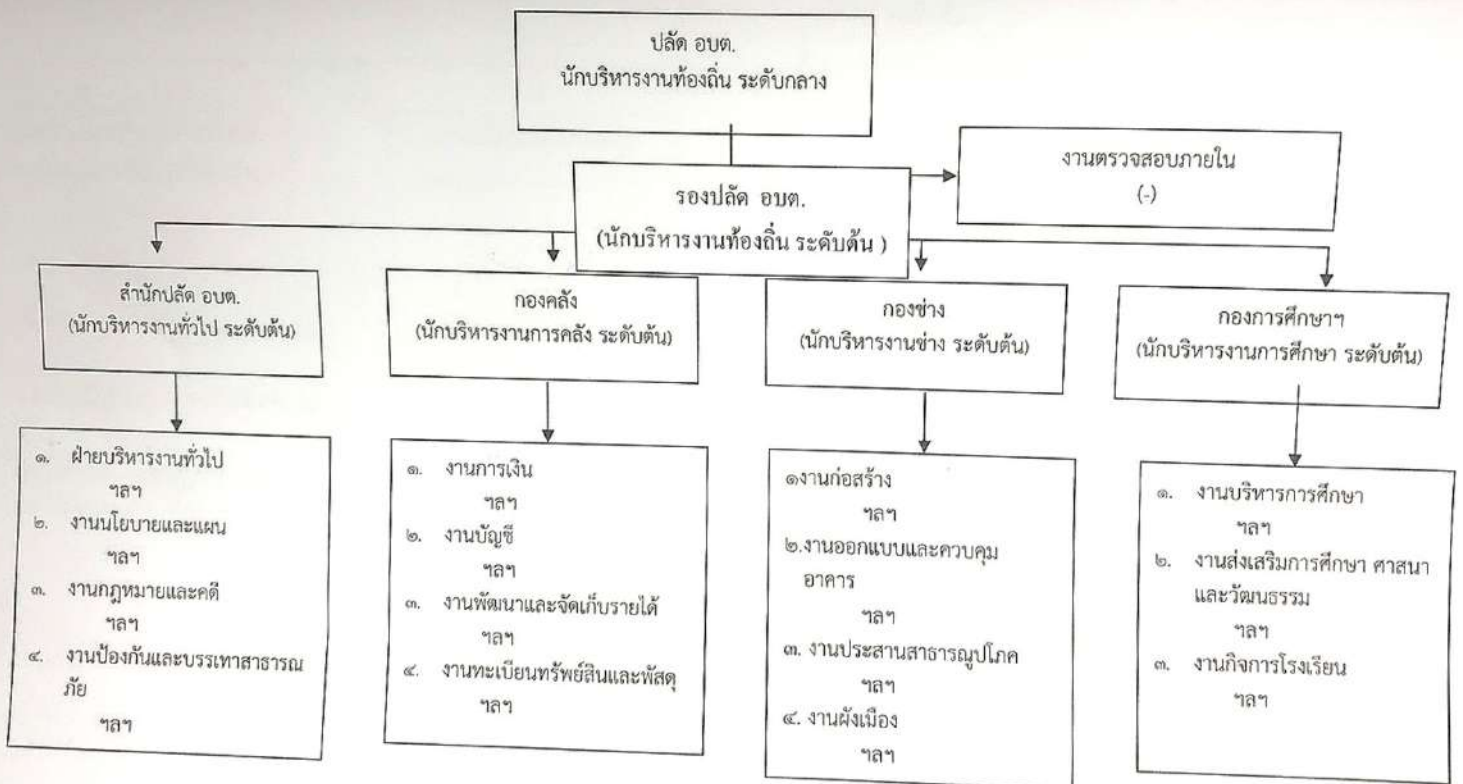 ปลัด อบต.
นักบริหารงานท้องถิ่น ระดับกลาง
งานตรวจสอบภายใน
(-)
รองปลัด อบต.
(นักบริหารงานท้องถิ่น ระดับต้น )
สำนักปลัด อบต.
(นักบริหารงานทั่วไป ระดับต้น)
กองคลัง
(นักบริหารงานการคลัง ระดับต้น)
กองช่าง
(นักบริหารงานช่าง ระดับต้น)
กองการศึกษาฯ
(นักบริหารงานการศึกษา ระดับต้น)
๑. ฝ่ายบริหารงานทั่วไป
ฯลฯ
๒. งานนโยบายและแผน
ฯลฯ
๓. งานกฎหมายและคดี
ฯลฯ
๔. งานป้องกันและบรรเทาสาธารณ
ภัย
ฯลฯ
๑. งานการเงิน
ฯลฯ
๒. งานบัญชี
ฯลฯ
๓. งานพัฒนาและจัดเก็บรายได้
ฯลฯ
๔. งานทะเบียนทรัพย์สินและพัสดุ
ฯลฯ
๑งานก่อสร้าง
ฯลฯ
๒.งานออกแบบและควบคุม
อาคาร
ฯลฯ
๓. งานประสานสาธารณูปโภค
ฯลฯ
๔. งานผังเมือง
ฯลฯ
๑. งานบริหารการศึกษา
ฯลฯ
๒. งานส่งเสริมการศึกษา ศาสนา
และวัฒนธรรม
ฯลฯ
๓. งานกิจการโรงเรียน
ฯลฯ